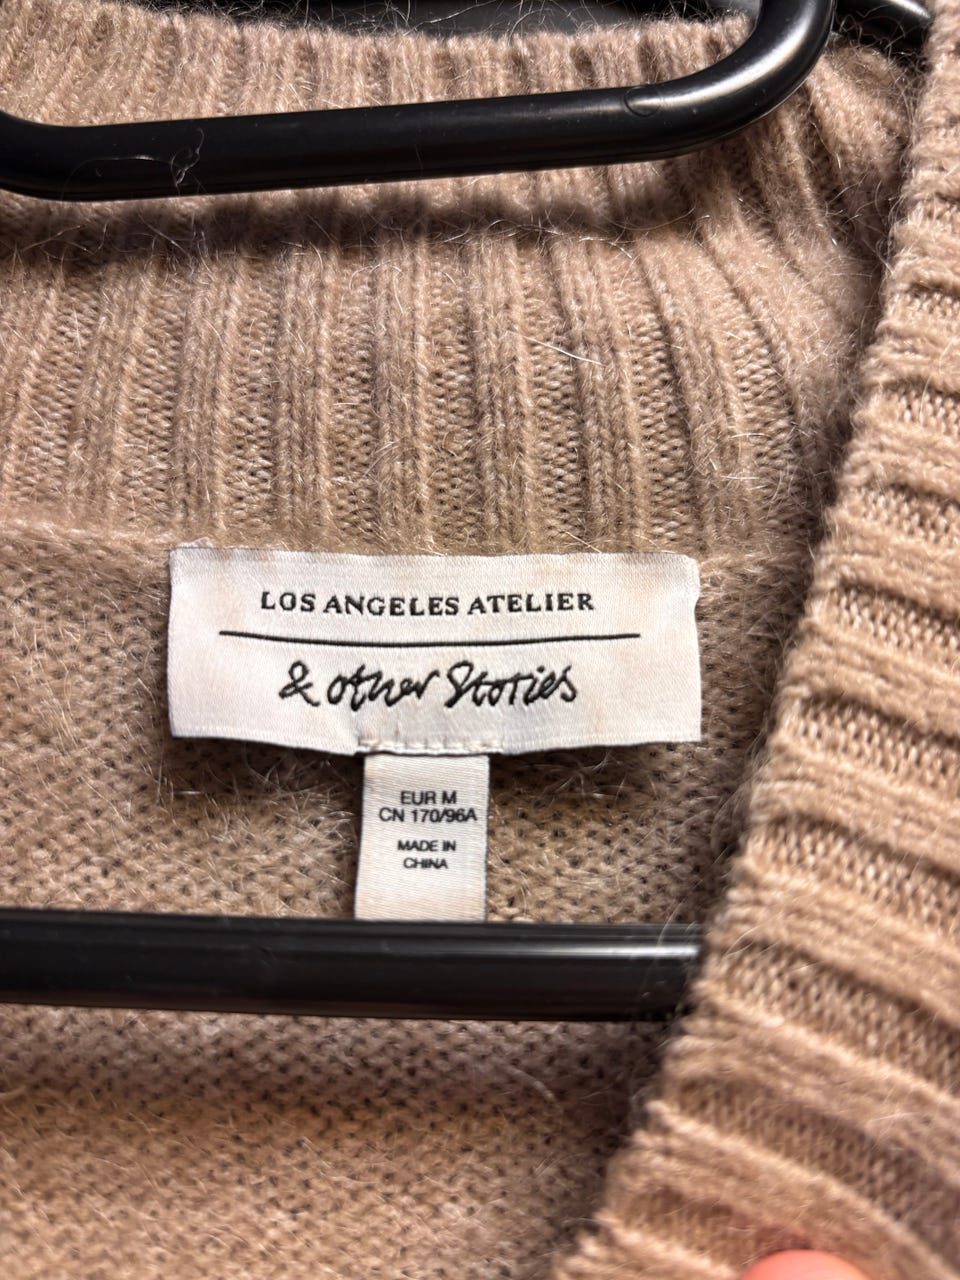 LOS ANGELES ATELIER
& other Stories
EUR M
CN 170/96A
MADE IN
CHINA